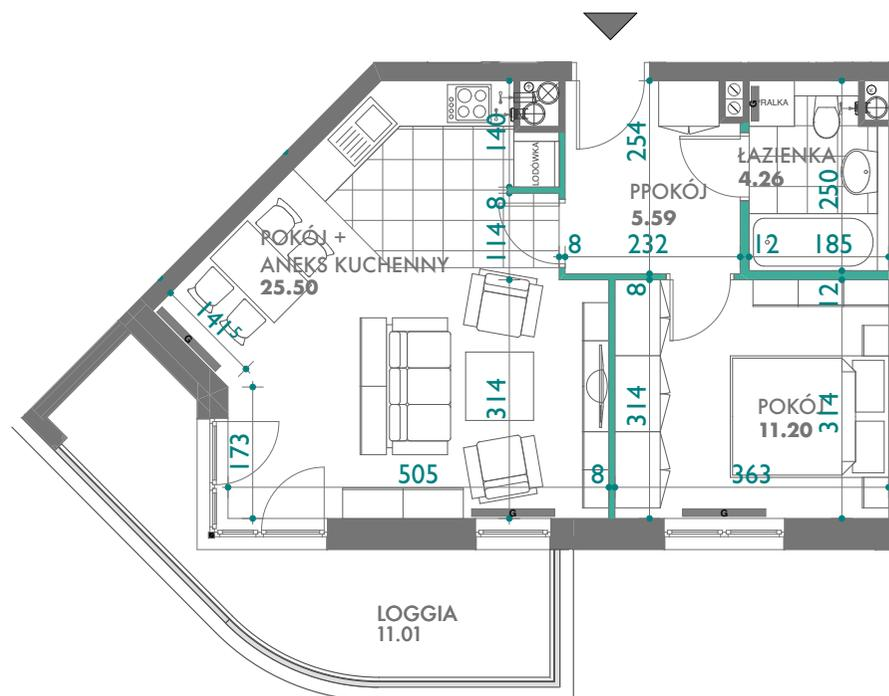 140
LODÓWKA
254
G
PRALKA
ŁAZIENKA
4.26
250
PPOKÓJ
5.59
8
114
8
232
12
185
POKÓJ +
ANEKS KUCHENNY
25.50
141⁵
G
8
12
314
314
314
POKÓJ
11.20
173
505
8
363
G
G
LOGGIA
11.01